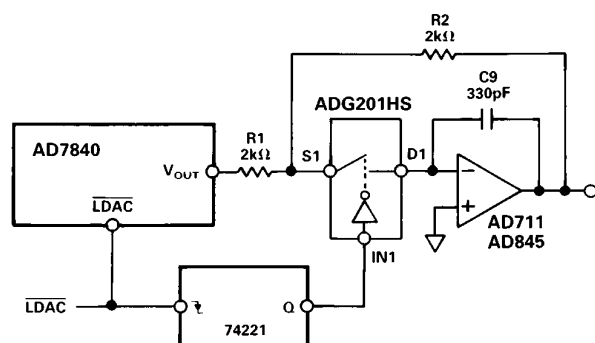 R2
2kΩ
C9
330pF
ADG201HS
R1
2kΩ
S1
D1
AD7840
VOUT
LDAC
−
+
AD711
AD845
IN1
LDAC
Q
74221